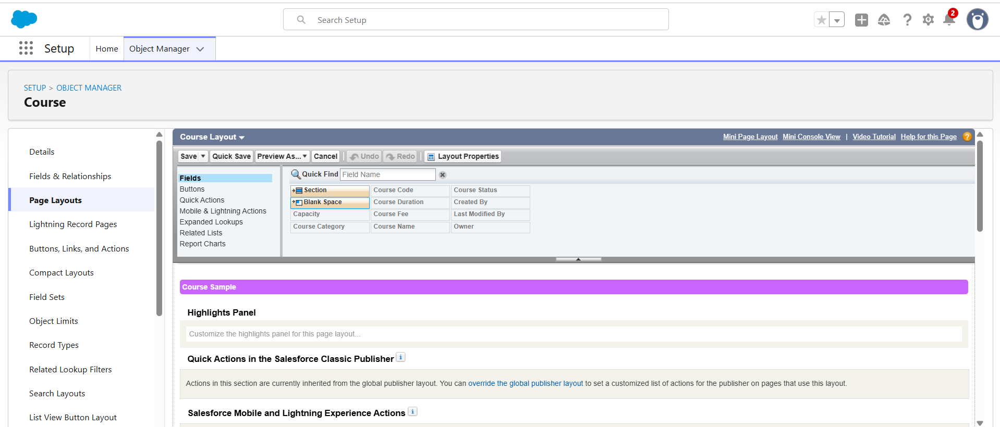 Search Setup
2
Setup
Home
Object Manager
SETUP > OBJECT MANAGER
Course
Details
Fields & Relationships
Page Layouts
Lightning Record Pages
Buttons, Links, and Actions
Compact Layouts
Field Sets
Object Limits
Record Types
Related Lookup Filters
Search Layouts
List View Button Layout
Course Layout
Mini Page Layout Mini Console View | Video Tutorial Help for this Page ?
Save Quick Save Preview As... Cancel Undo Redo Layout Properties
Fields
Buttons
Quick Actions
Mobile & Lightning Actions
Expanded Lookups
Related Lists
Report Charts
Quick Find Field Name
Section Course Code Course Status
Blank Space Course Duration Created By
Capacity Course Fee Last Modified By
Course Category Course Name Owner
Course Sample
Highlights Panel
Customize the highlights panel for this page layout...
Quick Actions in the Salesforce Classic Publisher i
Actions in this section are currently inherited from the global publisher layout. You can override the global publisher layout to set a customized list of actions for the publisher on pages that use this layout.
Salesforce Mobile and Lightning Experience Actions i